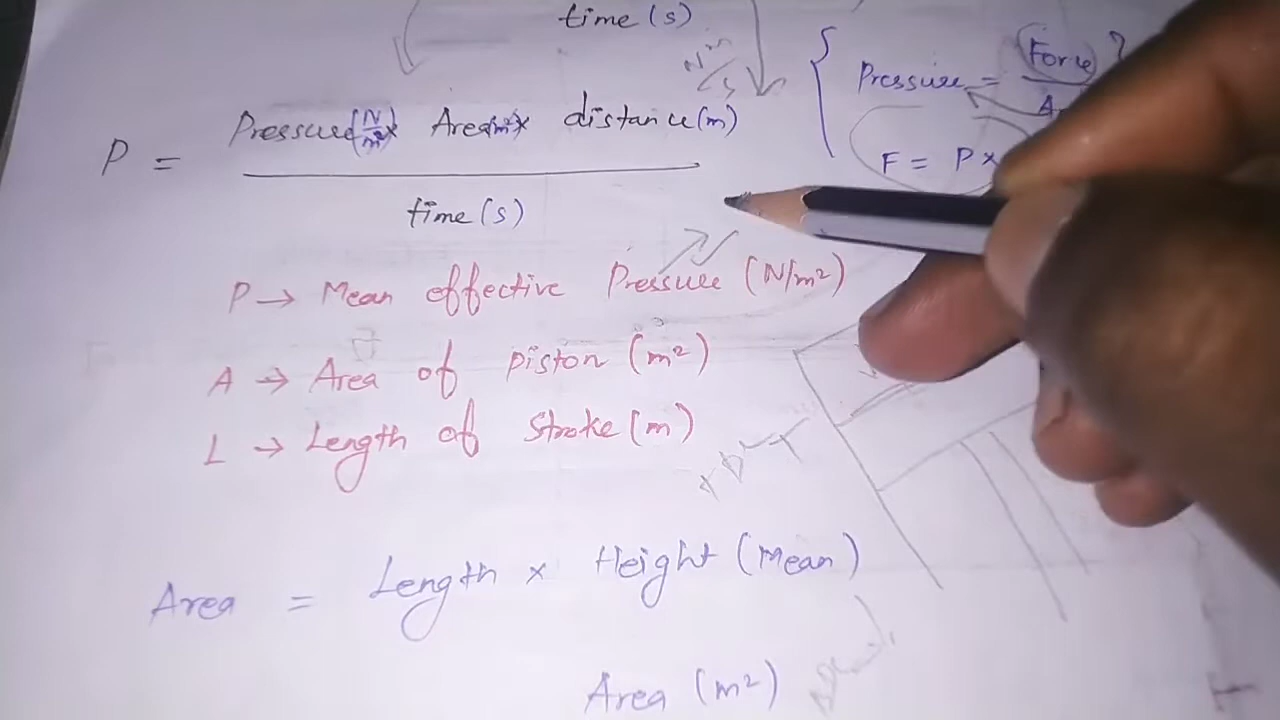 time (s)
N m / s
Pressure = Force / A
P = Pressure (N/m²) × Area (m²) × distance (m)
F = P ×
time (s)
P → Mean effective Pressure (N/m²)
A → Area of Piston (m²)
L → Length of Stroke (m)
Area = Length × Height (Mean)
Area (m²)